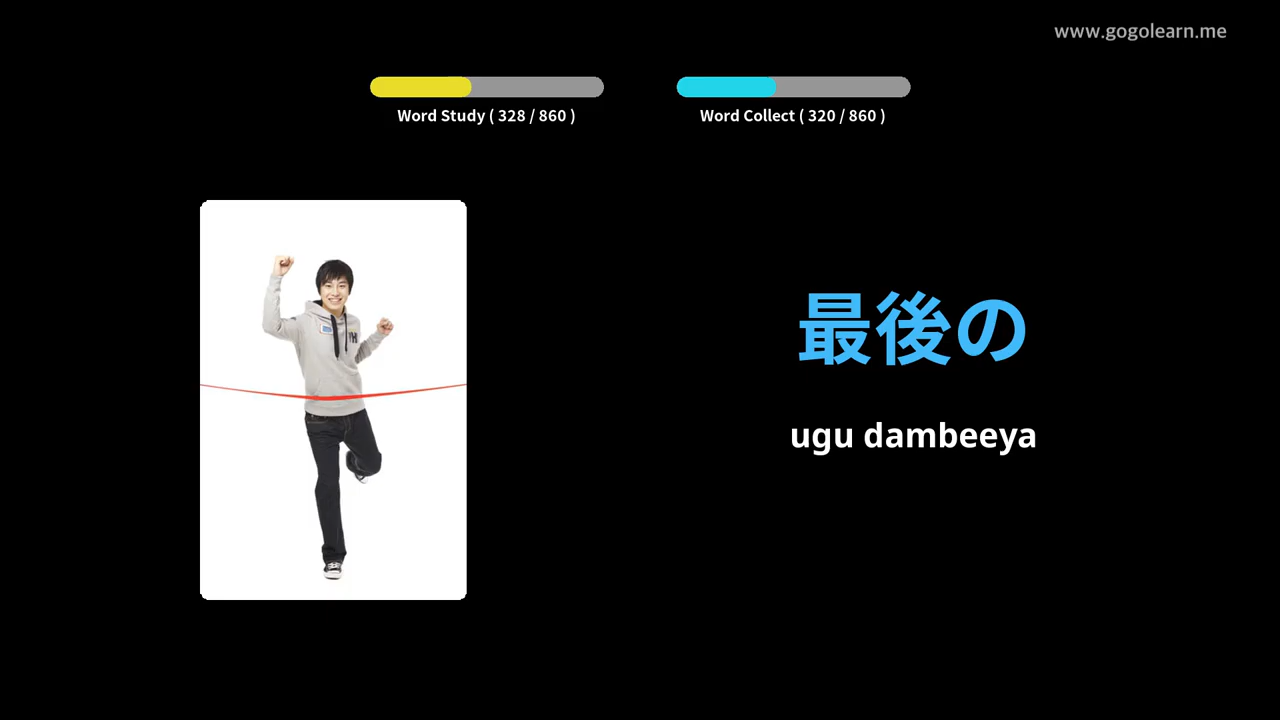 www.gogolearn.me
Word Study ( 328 / 860 )
Word Collect ( 320 / 860 )
最後の
ugu dambeeya